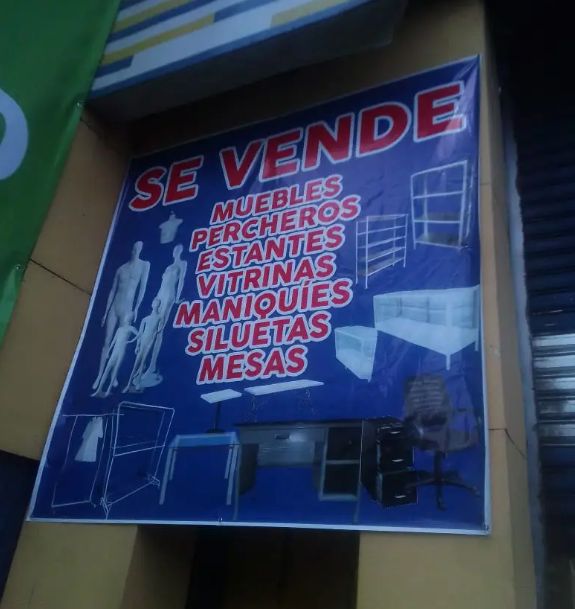 SE VENDE
MUEBLES
PERCHEROS
ESTANTES
VITRINAS
MANIQUÍES
SILUETAS
MESAS